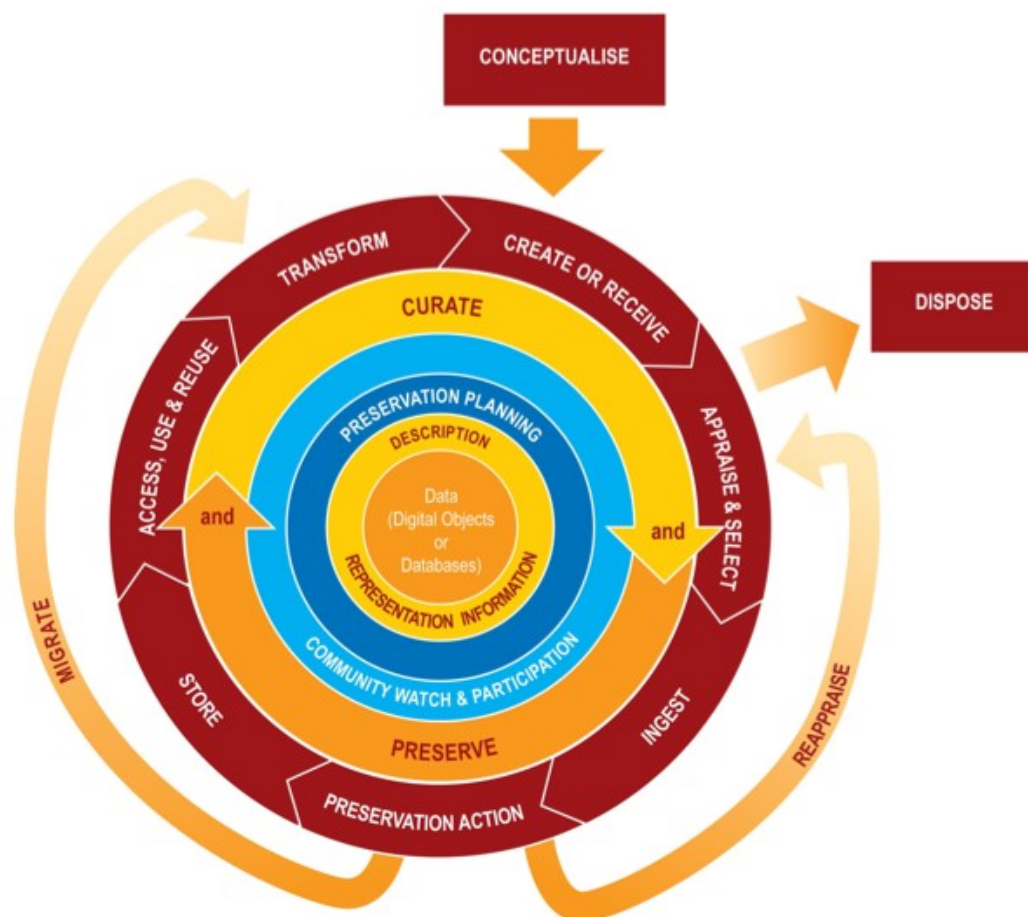 CONCEPTUALISE
CREATE OR RECEIVE
DISPOSE
APPRAISE & SELECT
INGEST
REAPPRAISE
PRESERVATION ACTION
STORE
MIGRATE
ACCESS, USE & REUSE
TRANSFORM
CURATE
and
PRESERVE
and
COMMUNITY WATCH & PARTICIPATION
PRESERVATION PLANNING
DESCRIPTION
REPRESENTATION INFORMATION
Data
(Digital Objects
or
Databases)